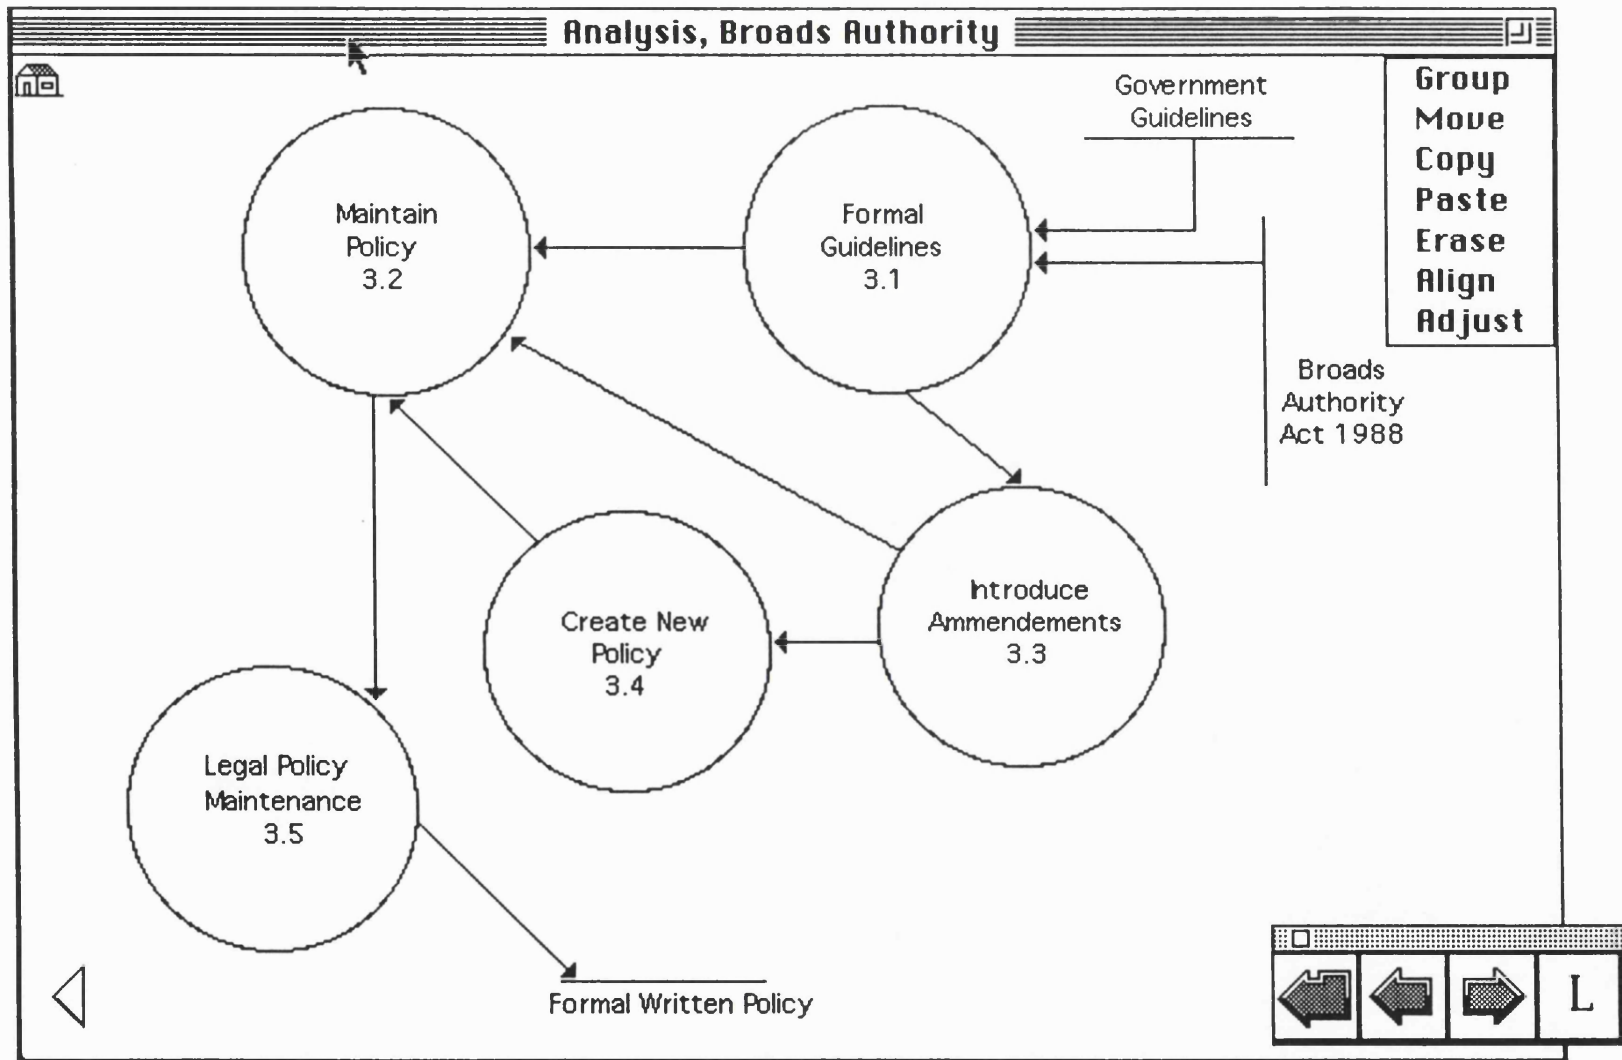 Analysis, Broads Authority
Group
Move
Copy
Paste
Erase
Align
Adjust
Government
Guidelines
Maintain
Policy
3.2
Formal
Guidelines
3.1
Broads
Authority
Act 1988
Introduce
Ammendements
3.3
Create New
Policy
3.4
Legal Policy
Maintenance
3.5
Formal Written Policy
L